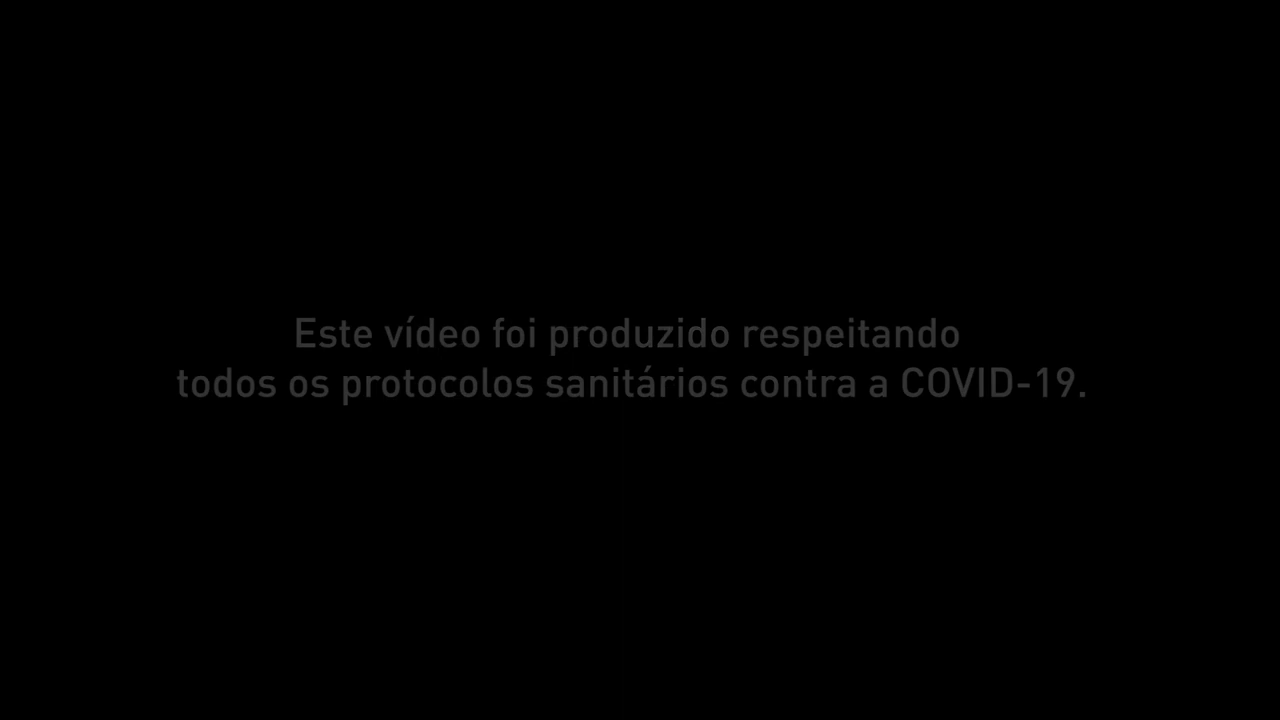 Este vídeo foi produzido respeitando
todos os protocolos sanitários contra a COVID-19.